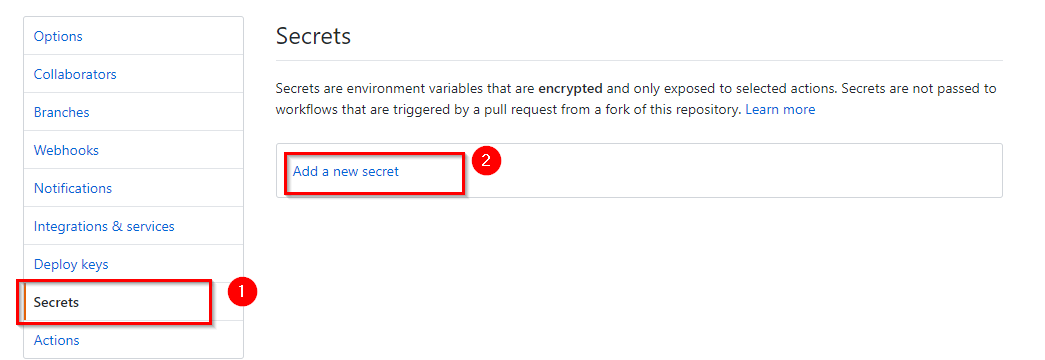 Options
Collaborators
Branches
Webhooks
Notifications
Integrations & services
Deploy keys
Secrets
1
Actions
Secrets
Secrets are environment variables that are encrypted and only exposed to selected actions. Secrets are not passed to
workflows that are triggered by a pull request from a fork of this repository. Learn more
Add a new secret
2